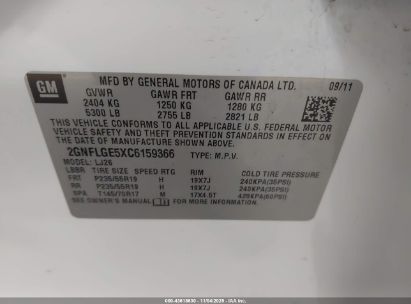 GM
MFD BY GENERAL MOTORS OF CANADA LTD.
09/11
GVWR GAWR FRT GAWR RR
2404 KG 1250 KG 1280 KG
5300 LB 2755 LB 2821 LB
THIS VEHICLE CONFORMS TO ALL APPLICABLE U.S. FEDERAL MOTOR
VEHICLE SAFETY AND THEFT PREVENTION STANDARDS IN EFFECT ON
THE DATE OF MANUFACTURE SHOWN ABOVE.
2GNFLGE5XC6159366
TYPE: M.P.V.
MODEL: LJ26
TIRE SIZE SPEED RTG RIM COLD TIRE PRESSURE
FRT P235/55R19 H 19X7J 240KPA(35PSI)
RR P235/55R19 H 19X7J 240KPA(35PSI)
SPA T145/70R17 M 17X4.5T 420KPA(60PSI)
SEE OWNER'S MANUAL FOR ADDITIONAL INFORMATION.